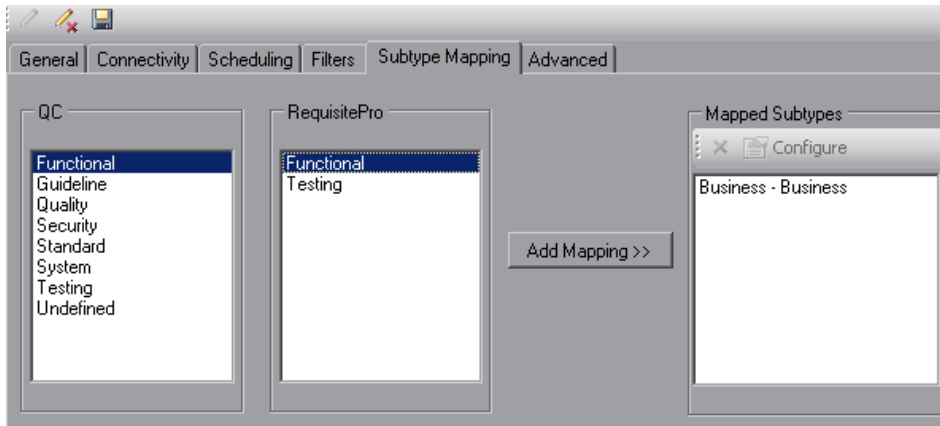 General Connectivity Scheduling Filters Subtype Mapping Advanced
QC
Functional
Guideline
Quality
Security
Standard
System
Testing
Undefined
RequisitePro
Functional
Testing
Add Mapping >>
Mapped Subtypes
Configure
Business - Business